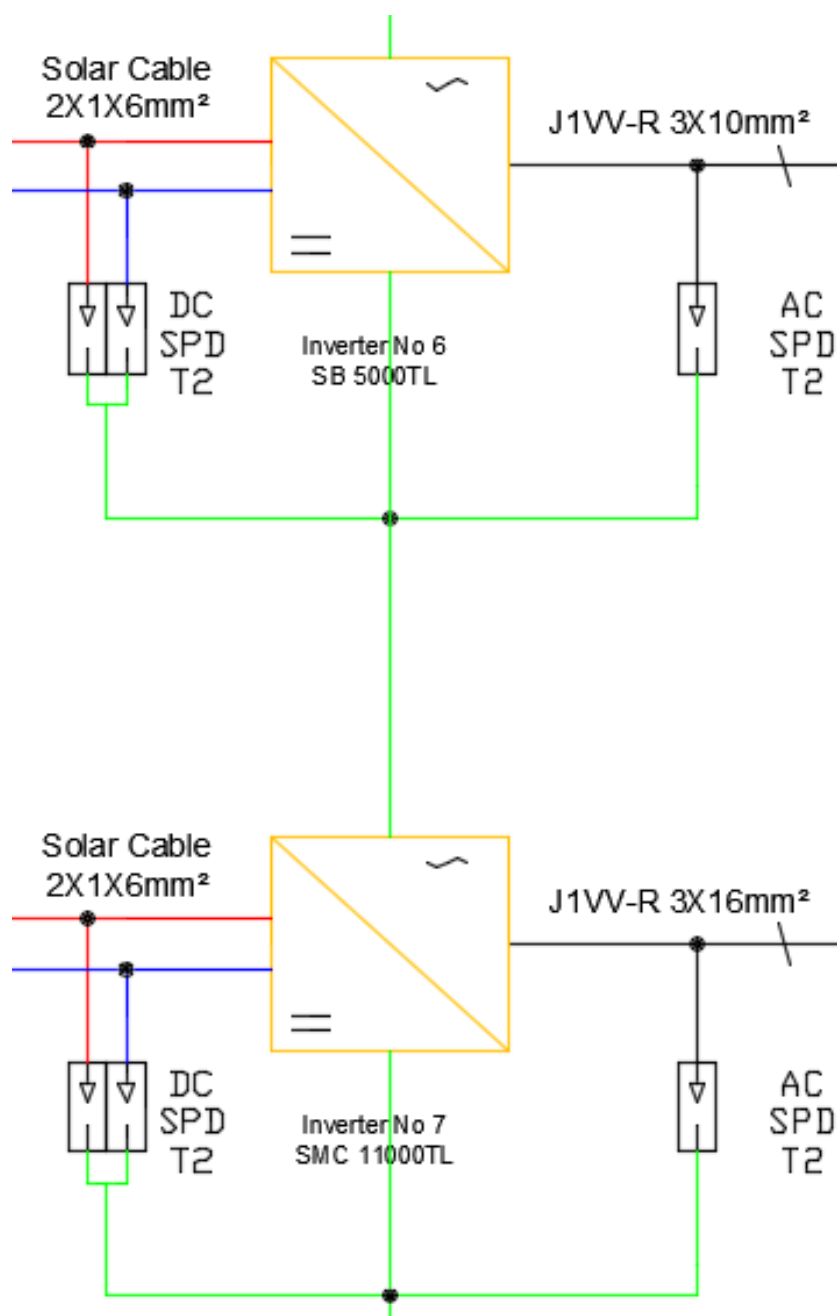 Solar Cable
2X1X6mm²
J1VV-R 3X10mm²
DC
SPD
T2
Inverter No 6
SB 5000TL
AC
SPD
T2
Solar Cable
2X1X6mm²
J1VV-R 3X16mm²
DC
SPD
T2
Inverter No 7
SMC 11000TL
AC
SPD
T2